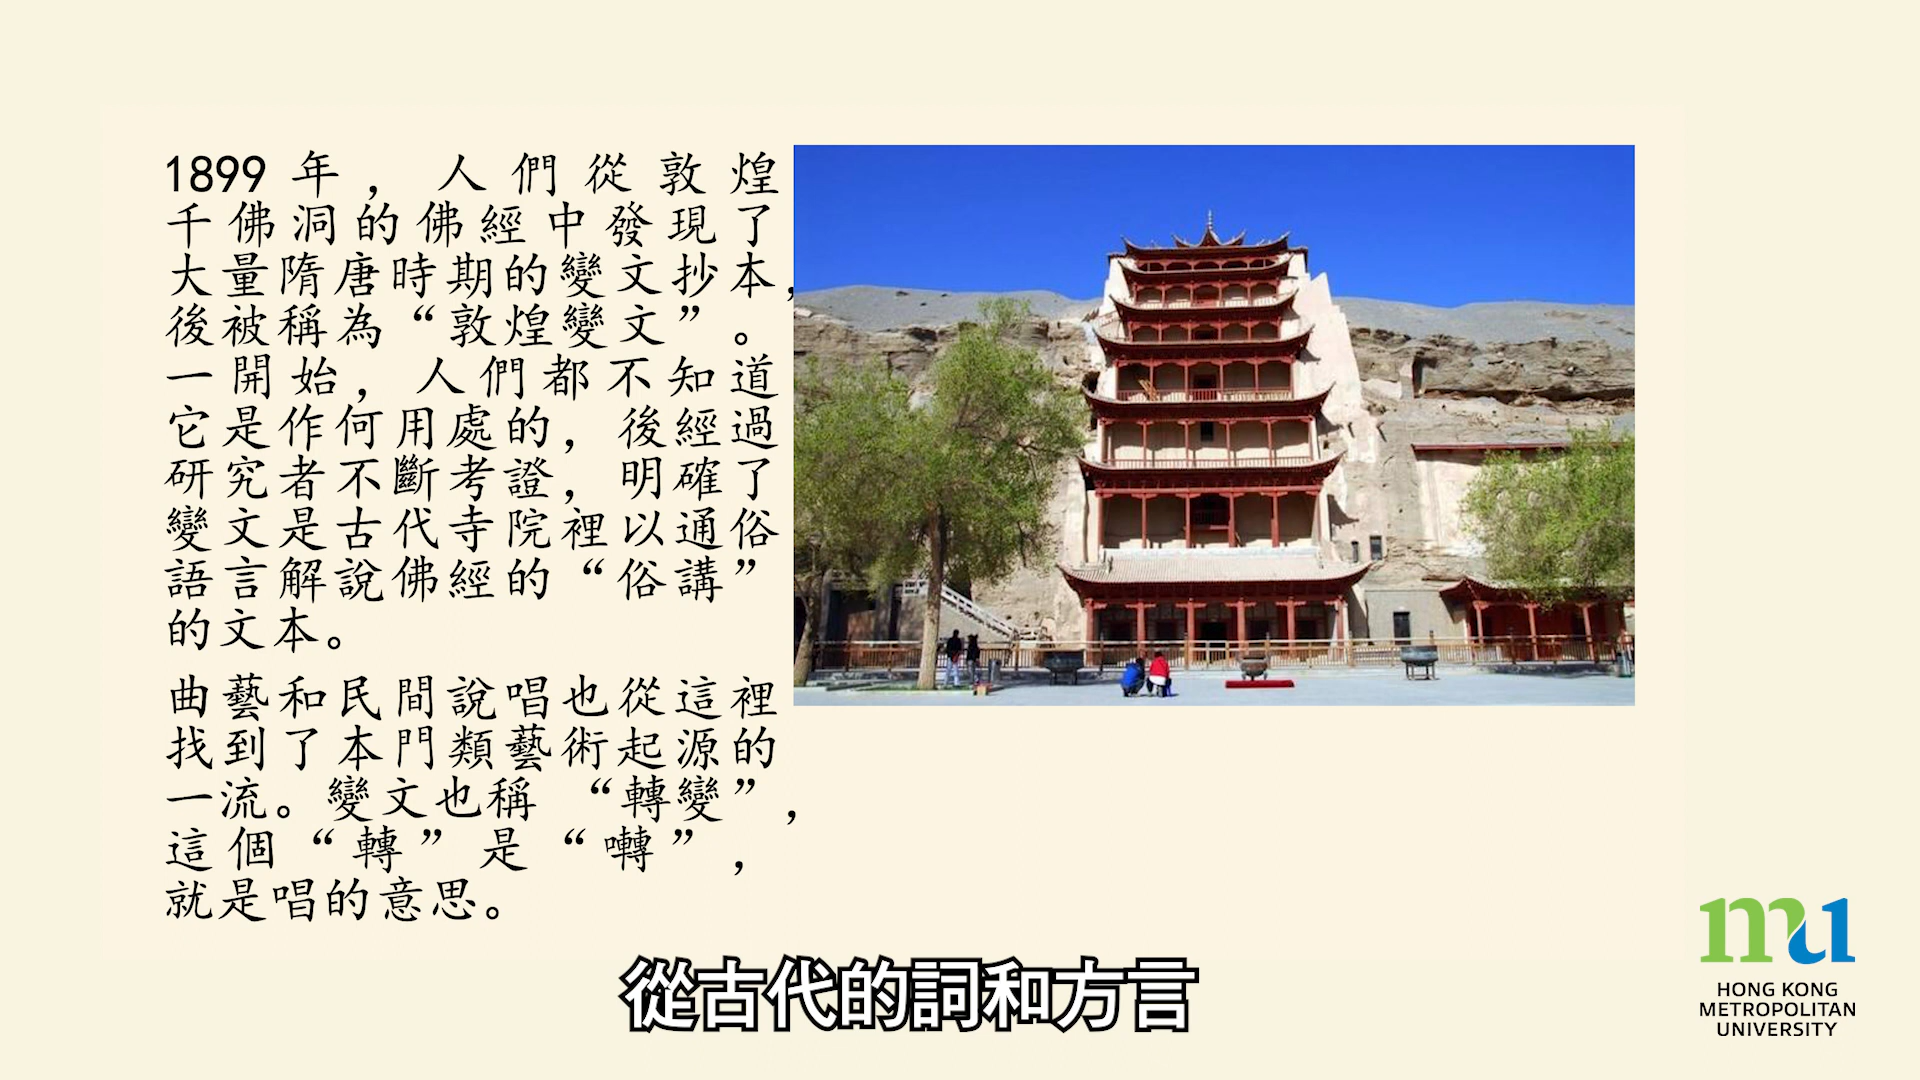 1899 年，人們從敦煌
千佛洞的佛經中發現了
大量隋唐時期的變文抄本，
後被稱為“敦煌變文”。
一開始，人們都不知道
它是作何用處的，後經過
研究者不斷考證，明確了
變文是古代寺院裡以通俗
語言解說佛經的“俗講”
的文本。
曲藝和民間說唱也從這裡
找到了本門類藝術起源的
一流。變文也稱 “轉變”，
這個“轉”是“囀”，
就是唱的意思。
從古代的詞和方言
mu
HONG KONG
METROPOLITAN
UNIVERSITY